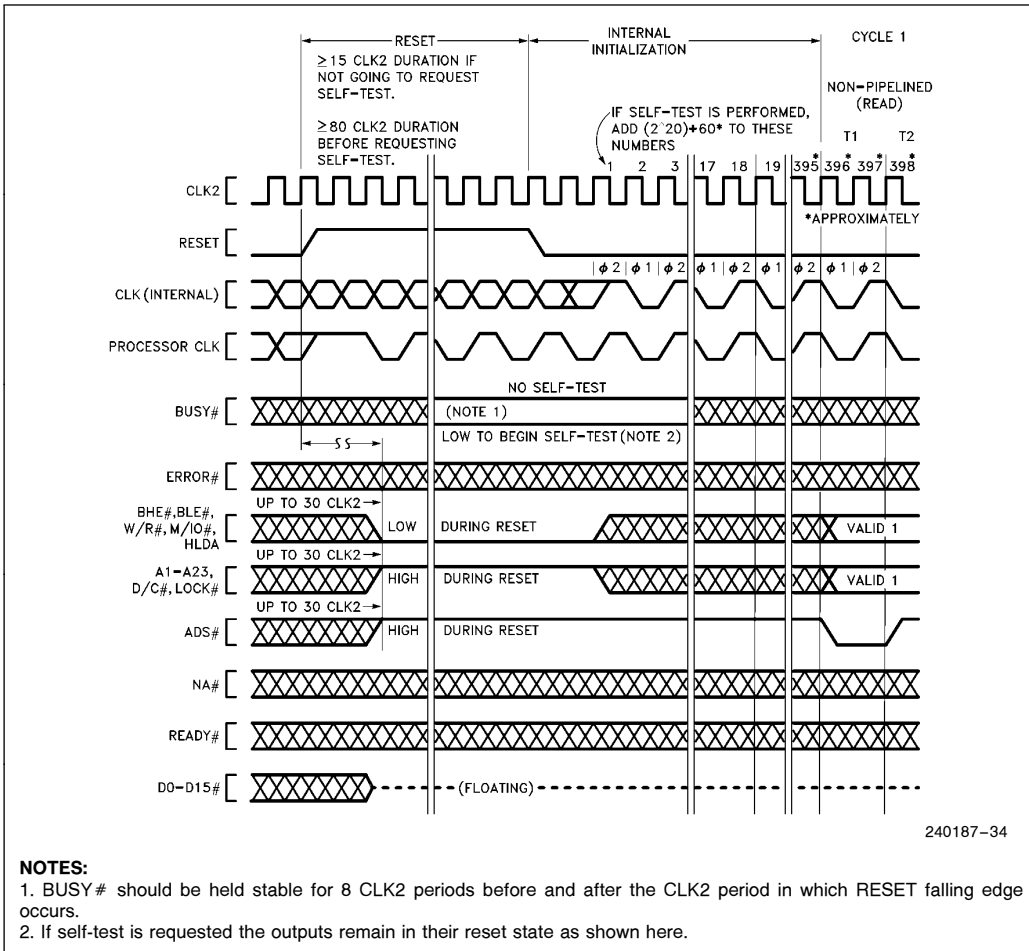 RESET
INTERNAL
INITIALIZATION
CYCLE 1
≥15 CLK2 DURATION IF
NOT GOING TO REQUEST
SELF-TEST.
≥80 CLK2 DURATION
BEFORE REQUESTING
SELF-TEST.
IF SELF-TEST IS PERFORMED,
ADD (2^20)+60* TO THESE
NUMBERS
NON-PIPELINED
(READ)
T1 T2
1 2 3 17 18 19 395* 396* 397* 398*
CLK2
*APPROXIMATELY
RESET
ϕ2 ϕ1 ϕ2 ϕ1 ϕ2 ϕ1 ϕ2 ϕ1 ϕ2
CLK (INTERNAL)
PROCESSOR CLK
NO SELF-TEST
BUSY# (NOTE 1)
LOW TO BEGIN SELF-TEST (NOTE 2)
ERROR#
UP TO 30 CLK2
BHE#,BLE#,
W/R#,M/IO#,
HLDA
LOW DURING RESET VALID 1
UP TO 30 CLK2
A1-A23,
D/C#,LOCK#
HIGH DURING RESET VALID 1
UP TO 30 CLK2
ADS# HIGH DURING RESET
NA#
READY#
D0-D15# (FLOATING)
240187-34
NOTES:
1. BUSY# should be held stable for 8 CLK2 periods before and after the CLK2 period in which RESET falling edge
occurs.
2. If self-test is requested the outputs remain in their reset state as shown here.